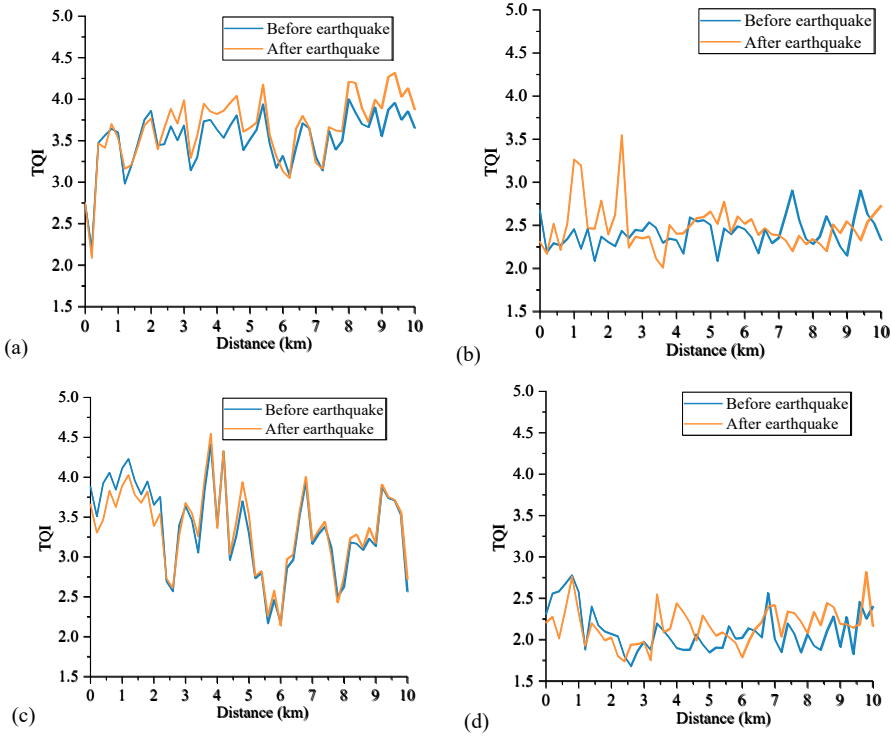 5.0
4.5
4.0
3.5
3.0
2.5
2.0
1.5
TQI
0 1 2 3 4 5 6 7 8 9 10
Distance (km)
Before earthquake
After earthquake
(a)
5.0
4.5
4.0
3.5
3.0
2.5
2.0
1.5
TQI
0 1 2 3 4 5 6 7 8 9 10
Distance (km)
Before earthquake
After earthquake
(b)
5.0
4.5
4.0
3.5
3.0
2.5
2.0
1.5
TQI
0 1 2 3 4 5 6 7 8 9 10
Distance (km)
Before earthquake
After earthquake
(c)
5.0
4.5
4.0
3.5
3.0
2.5
2.0
1.5
TQI
0 1 2 3 4 5 6 7 8 9 10
Distance (km)
Before earthquake
After earthquake
(d)